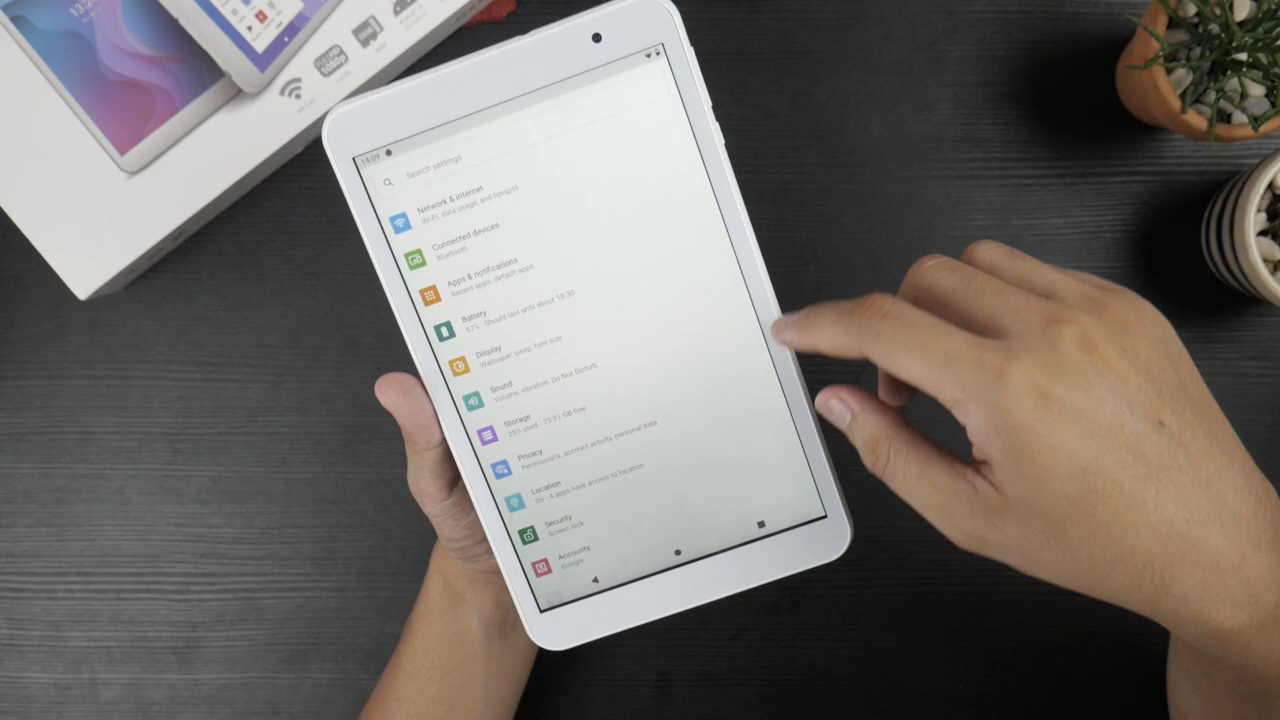 14:09
Search settings
Network & internet
Wi-Fi, data usage, and hotspot
Connected devices
Bluetooth
Apps & notifications
Recent apps, default apps
Battery
57% - Should last until about 18:30
Display
Wallpaper, sleep, font size
Sound
Volume, vibration, Do Not Disturb
Storage
25% used - 23.91 GB free
Privacy
Permissions, account activity, personal data
Location
On - 4 apps have access to location
Security
Screen lock
Accounts
Google